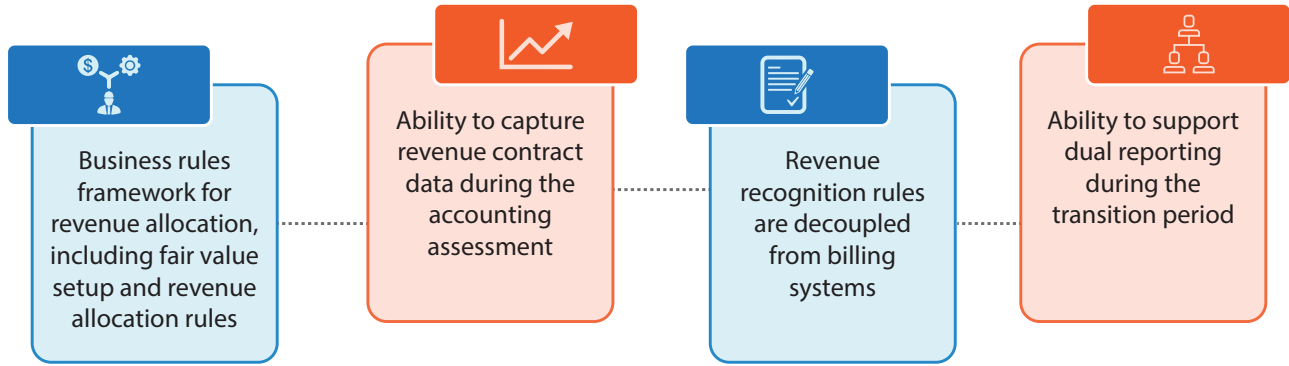 Business rules
framework for
revenue allocation,
including fair value
setup and revenue
allocation rules
Ability to capture
revenue contract
data during the
accounting
assessment
Revenue
recognition rules
are decoupled
from billing
systems
Ability to support
dual reporting
during the
transition period